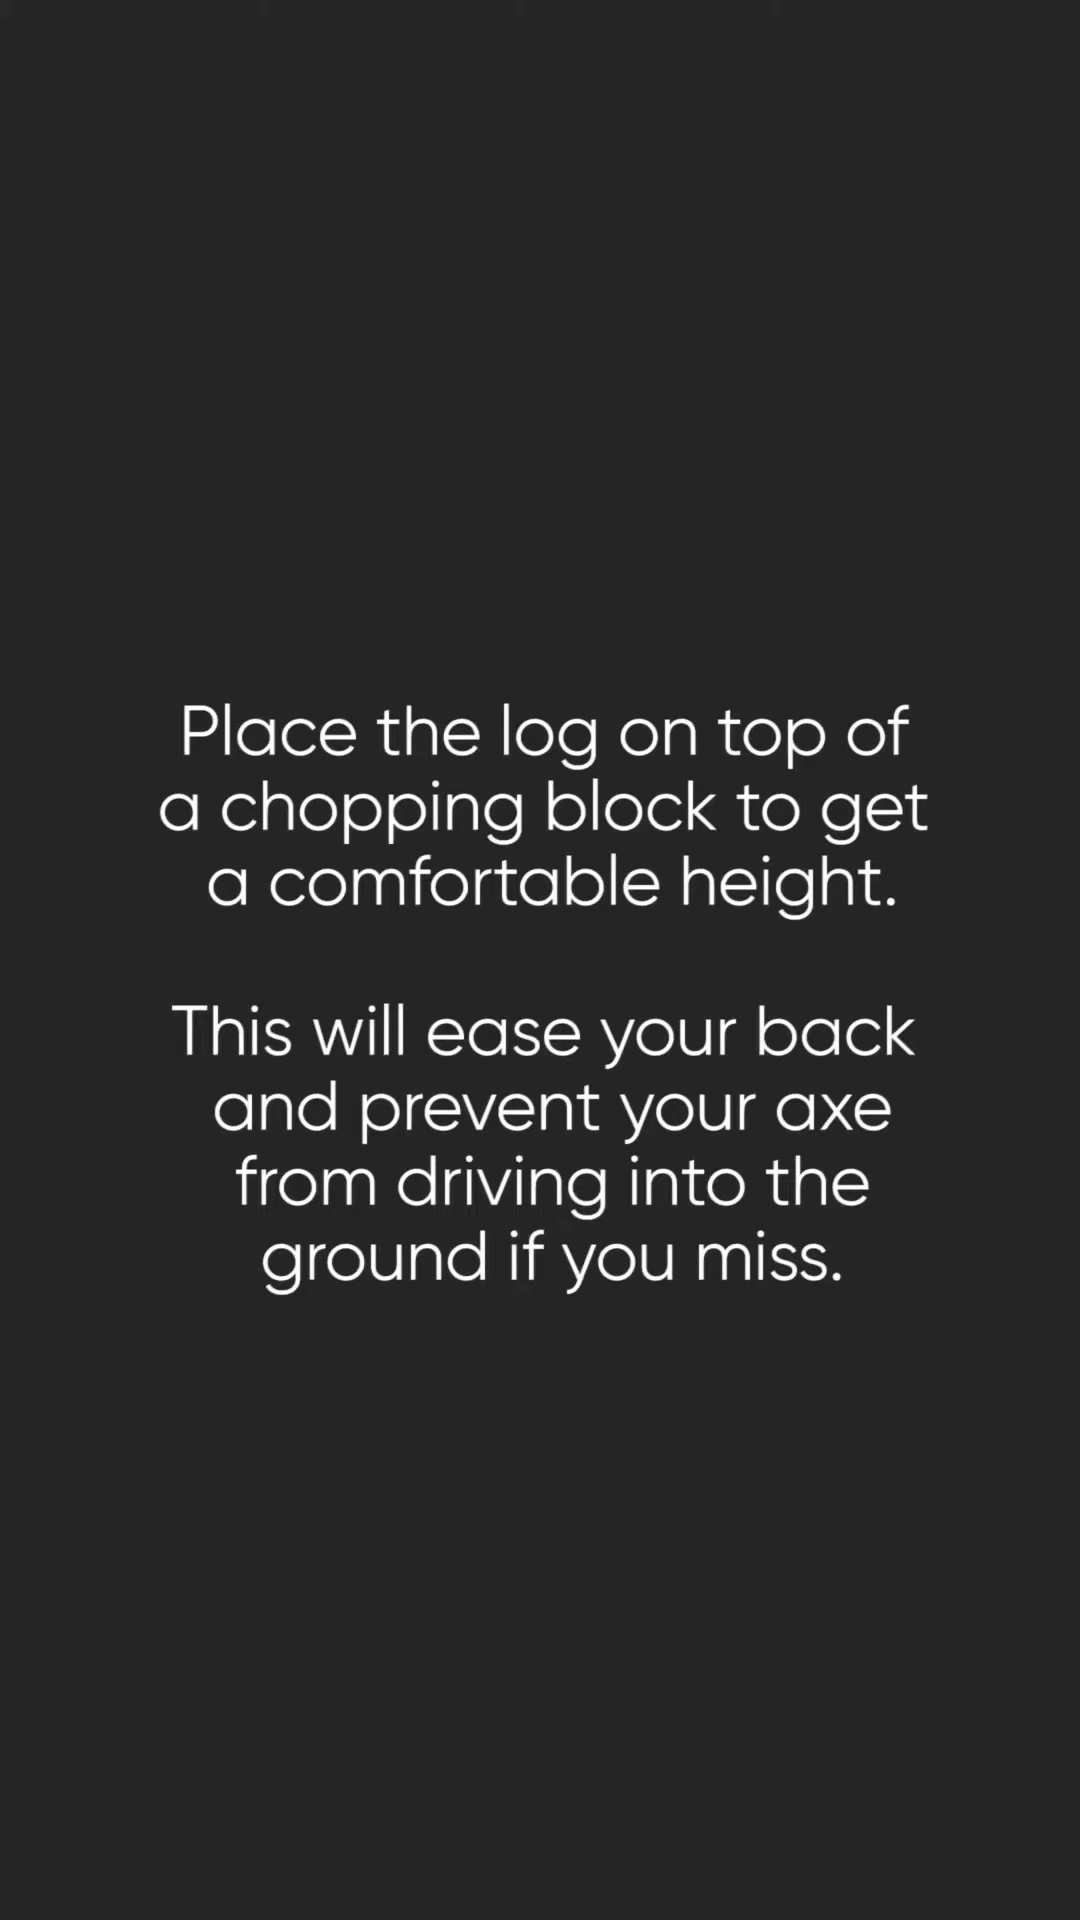 Place the log on top of
a chopping block to get
a comfortable height.
This will ease your back
and prevent your axe
from driving into the
ground if you miss.